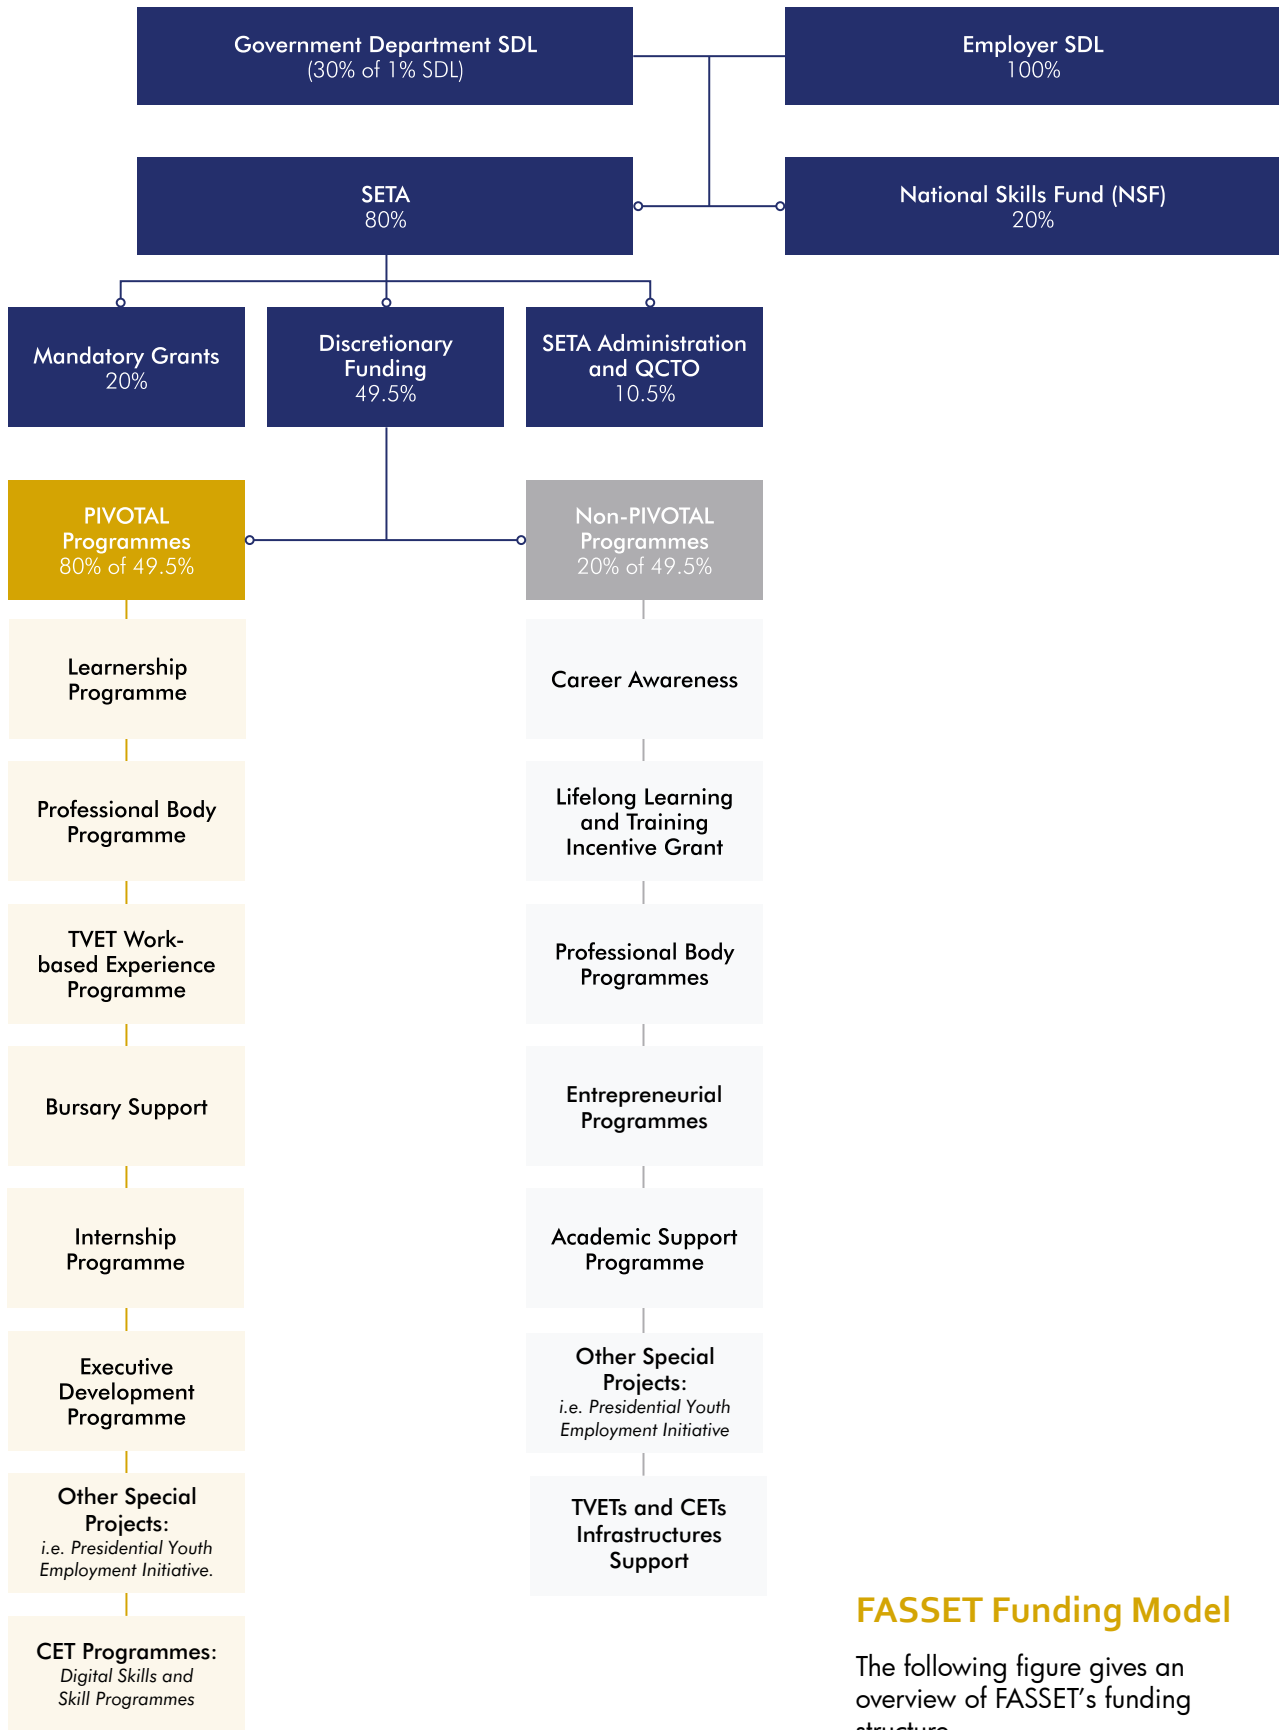 Government Department SDL
(30% of 1% SDL)
Employer SDL
100%
SETA
80%
National Skills Fund (NSF)
20%
Mandatory Grants
20%
Discretionary
Funding
49.5%
SETA Administration
and QCTO
10.5%
PIVOTAL
Programmes
80% of 49.5%
Non-PIVOTAL
Programmes
20% of 49.5%
Learnership
Programme
Professional Body
Programme
TVET Work-
based Experience
Programme
Bursary Support
Internship
Programme
Executive
Development
Programme
Other Special
Projects:
i.e. Presidential Youth
Employment Initiative.
CET Programmes:
Digital Skills and
Skill Programmes
Career Awareness
Lifelong Learning
and Training
Incentive Grant
Professional Body
Programmes
Entrepreneurial
Programmes
Academic Support
Programme
Other Special
Projects:
i.e. Presidential Youth
Employment Initiative
TVETs and CETs
Infrastructures
Support
FASSET Funding Model
The following figure gives an
overview of FASSET's funding
structure